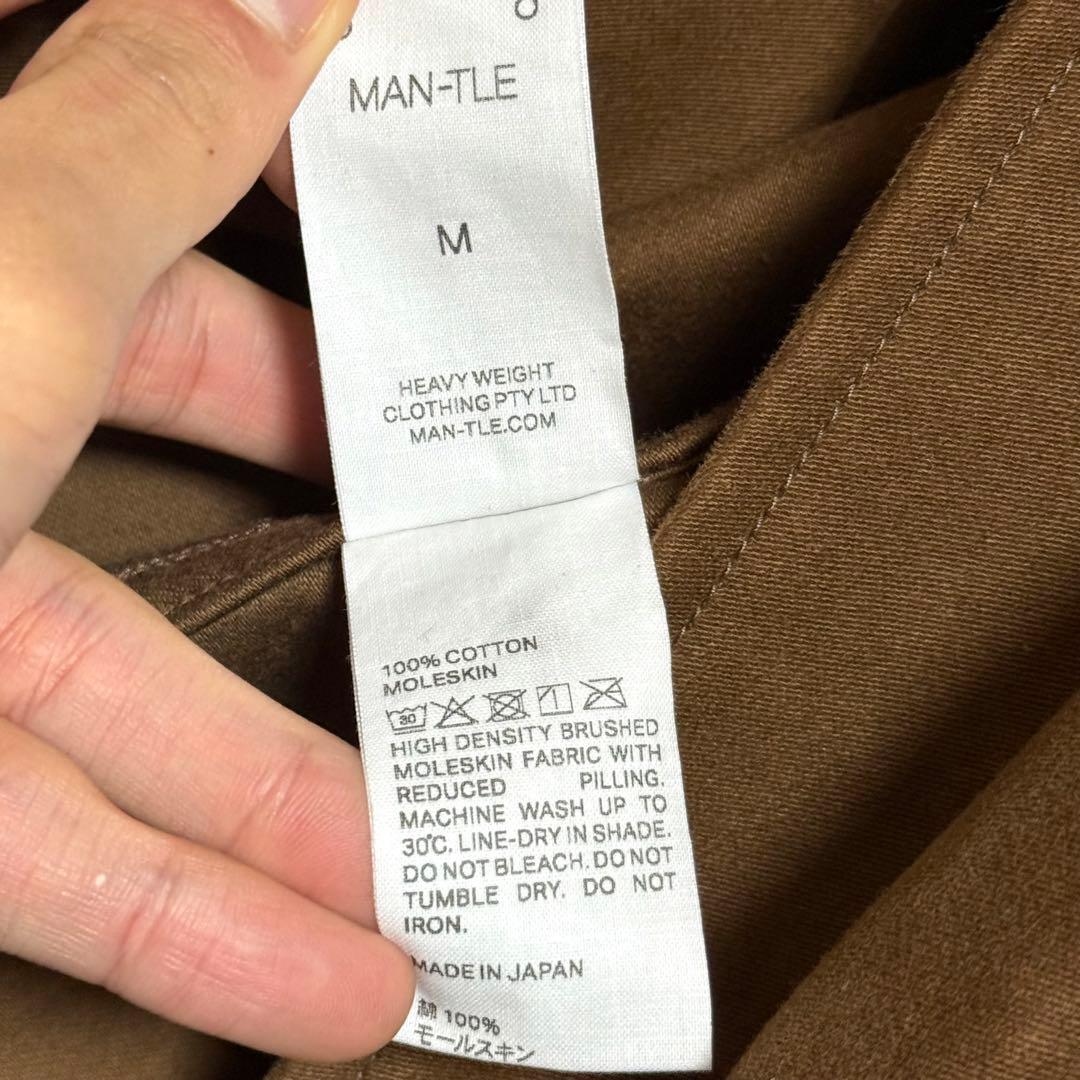 MAN-TLE
M
HEAVY WEIGHT
CLOTHING PTY LTD
MAN-TLE.COM
100% COTTON
MOLESKIN
30
HIGH DENSITY BRUSHED
MOLESKIN FABRIC WITH
REDUCED PILLING.
MACHINE WASH UP TO
30°C. LINE-DRY IN SHADE.
DO NOT BLEACH. DO NOT
TUMBLE DRY. DO NOT
IRON.
MADE IN JAPAN
綿 100%
モールスキン